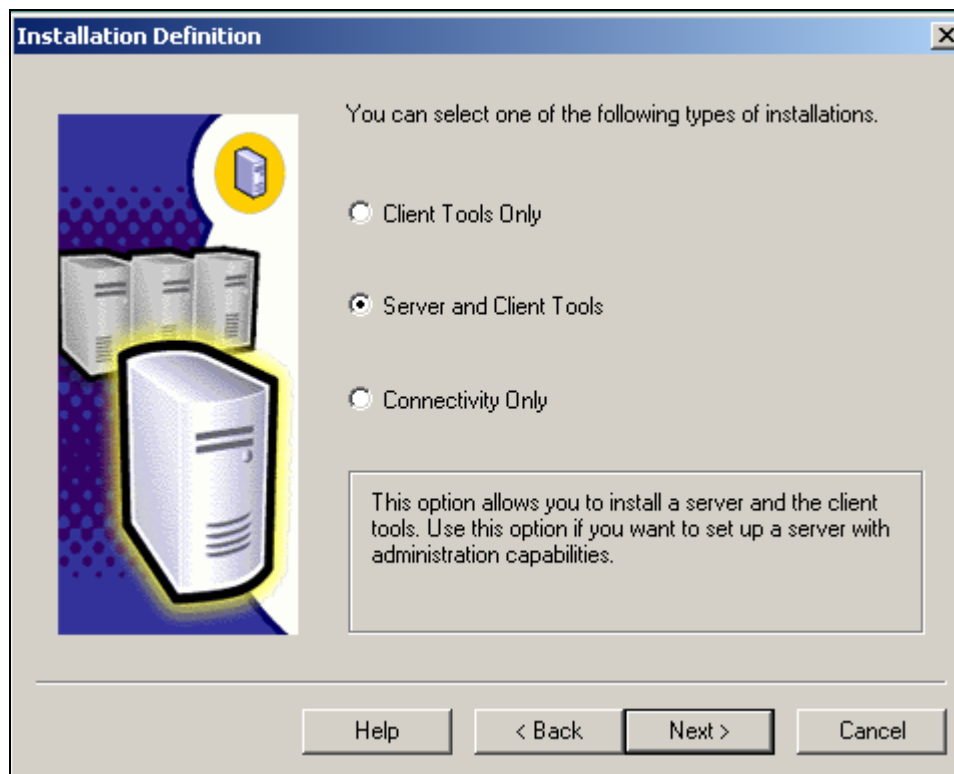 Installation Definition
You can select one of the following types of installations.
Client Tools Only
Server and Client Tools
Connectivity Only
This option allows you to install a server and the client
tools. Use this option if you want to set up a server with
administration capabilities.
Help
< Back
Next >
Cancel